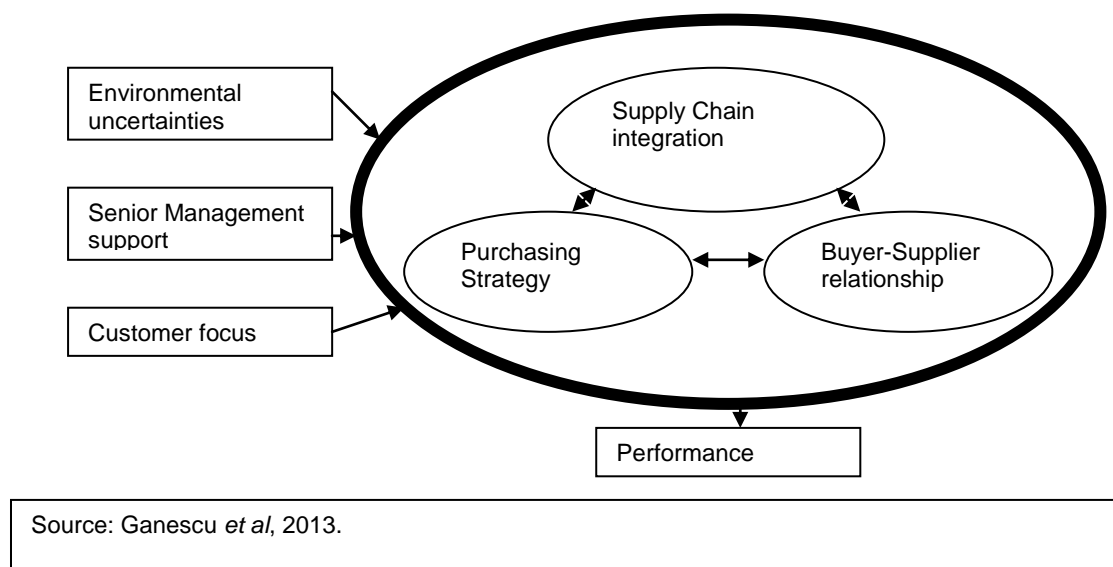 Environmental
uncertainties
Supply Chain
integration
Senior Management
support
Purchasing
Strategy
Buyer-Supplier
relationship
Customer focus
Performance
Source: Ganescu et al, 2013.